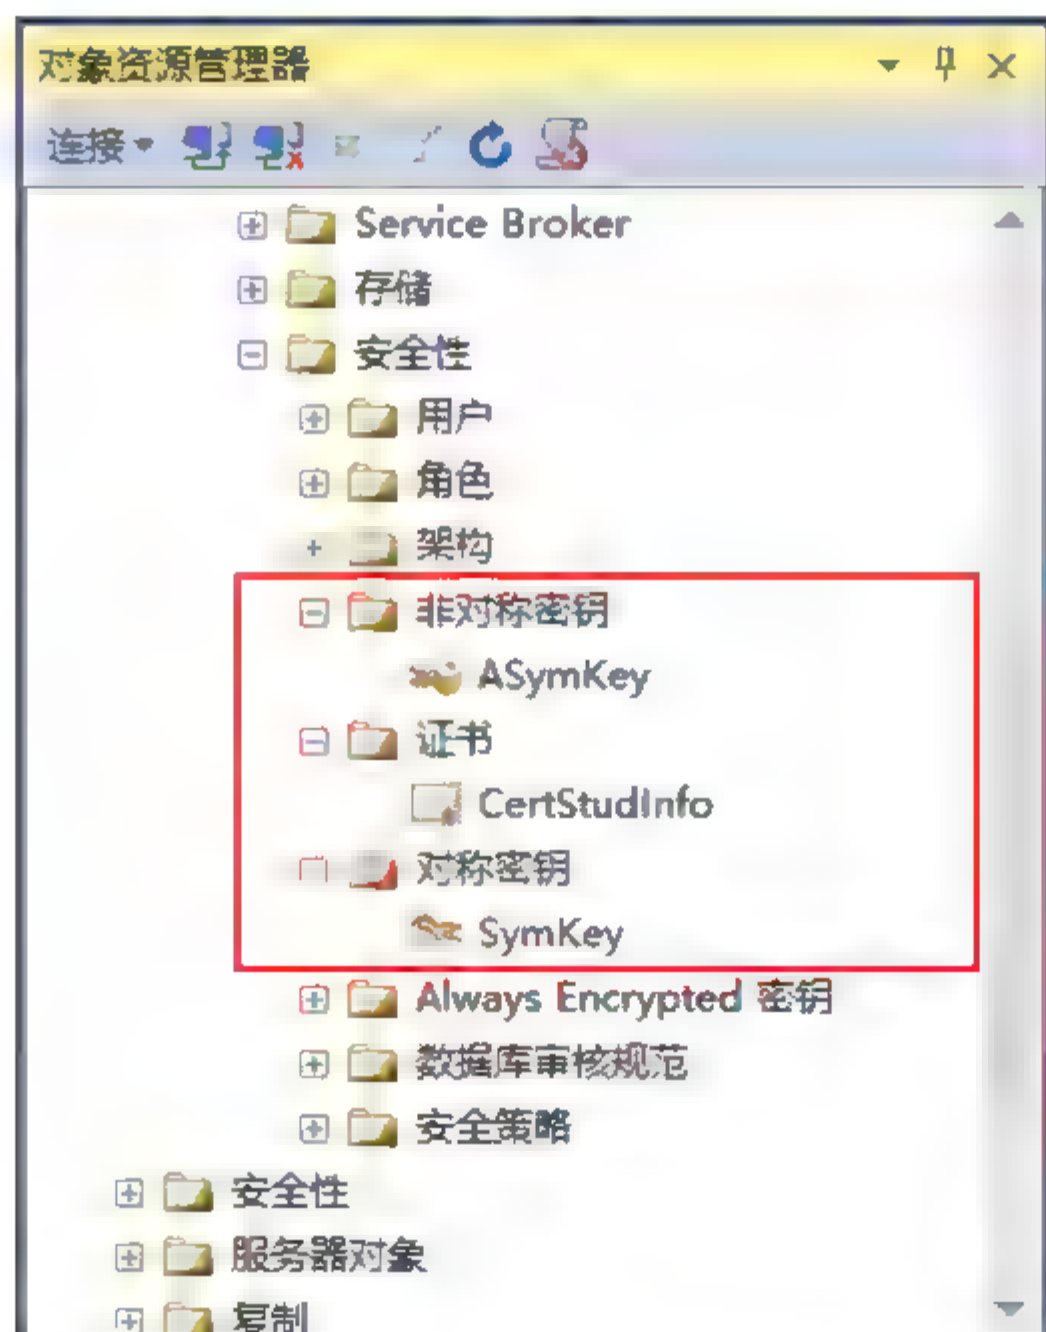 对象资源管理器
连接
Service Broker
存储
安全性
用户
角色
架构
非对称密钥
ASymKey
证书
CertStudInfo
对称密钥
SymKey
Always Encrypted 密钥
数据库审核规范
安全策略
安全性
服务器对象
复制